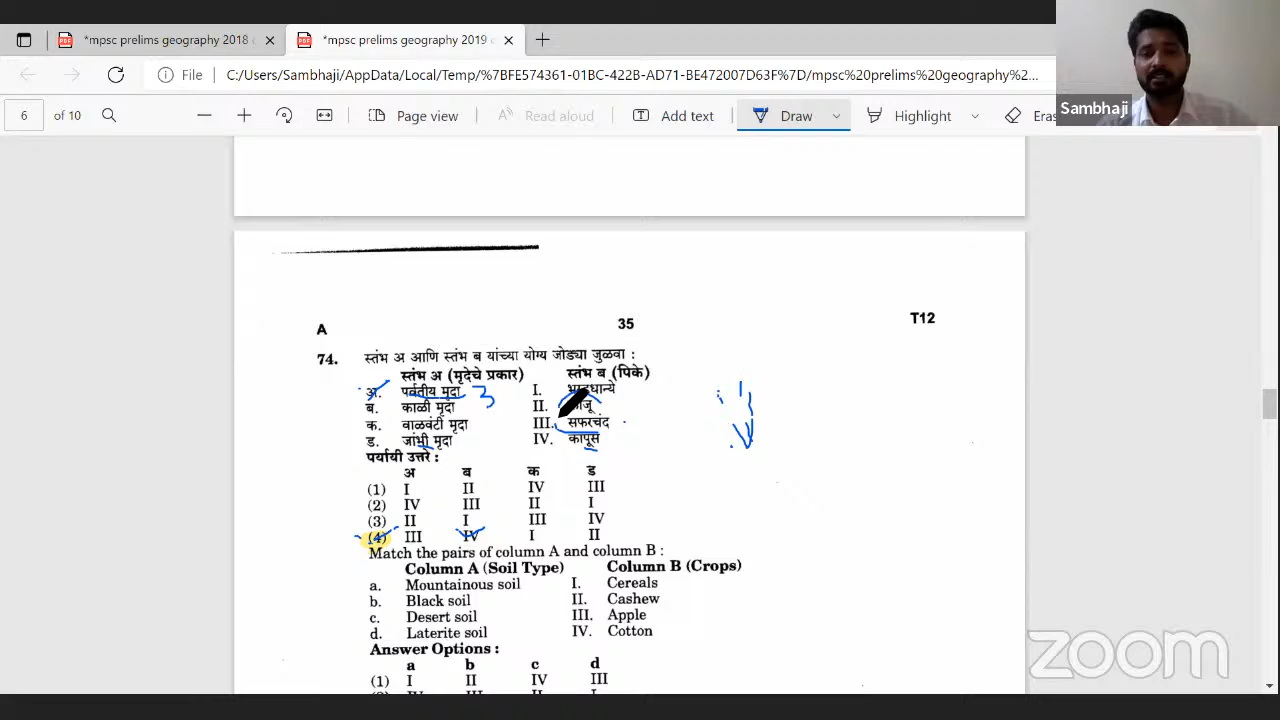 *mpsc prelims geography 2018
*mpsc prelims geography 2019
File C:/Users/Sambhaji/AppData/Local/Temp/%7BFE574361-01BC-422B-AD71-BE472007D63F%7D/mpsc%20prelims%20geography%2...
6 of 10 Page view Read aloud Add text Draw Highlight Eras
Sambhaji
A 35 T12
74. स्तंभ अ आणि स्तंभ ब यांच्या योग्य जोड्या जुळवा :
स्तंभ अ (मृदेचे प्रकार) स्तंभ ब (पिके)
अ. पर्वतीय मृदा 3 I.
ब. काळी मृदा II.
क. वाळवंटी मृदा III. सफरचंद
ड. जांभी मृदा IV. कापूस
पर्यायी उत्तरे :
अ ब क ड
(1) I II IV III
(2) IV III II I
(3) II I III IV
(4) III IV I II
Match the pairs of column A and column B :
Column A (Soil Type) Column B (Crops)
a. Mountainous soil I. Cereals
b. Black soil II. Cashew
c. Desert soil III. Apple
d. Laterite soil IV. Cotton
Answer Options :
a b c d
(1) I II IV III
zoom